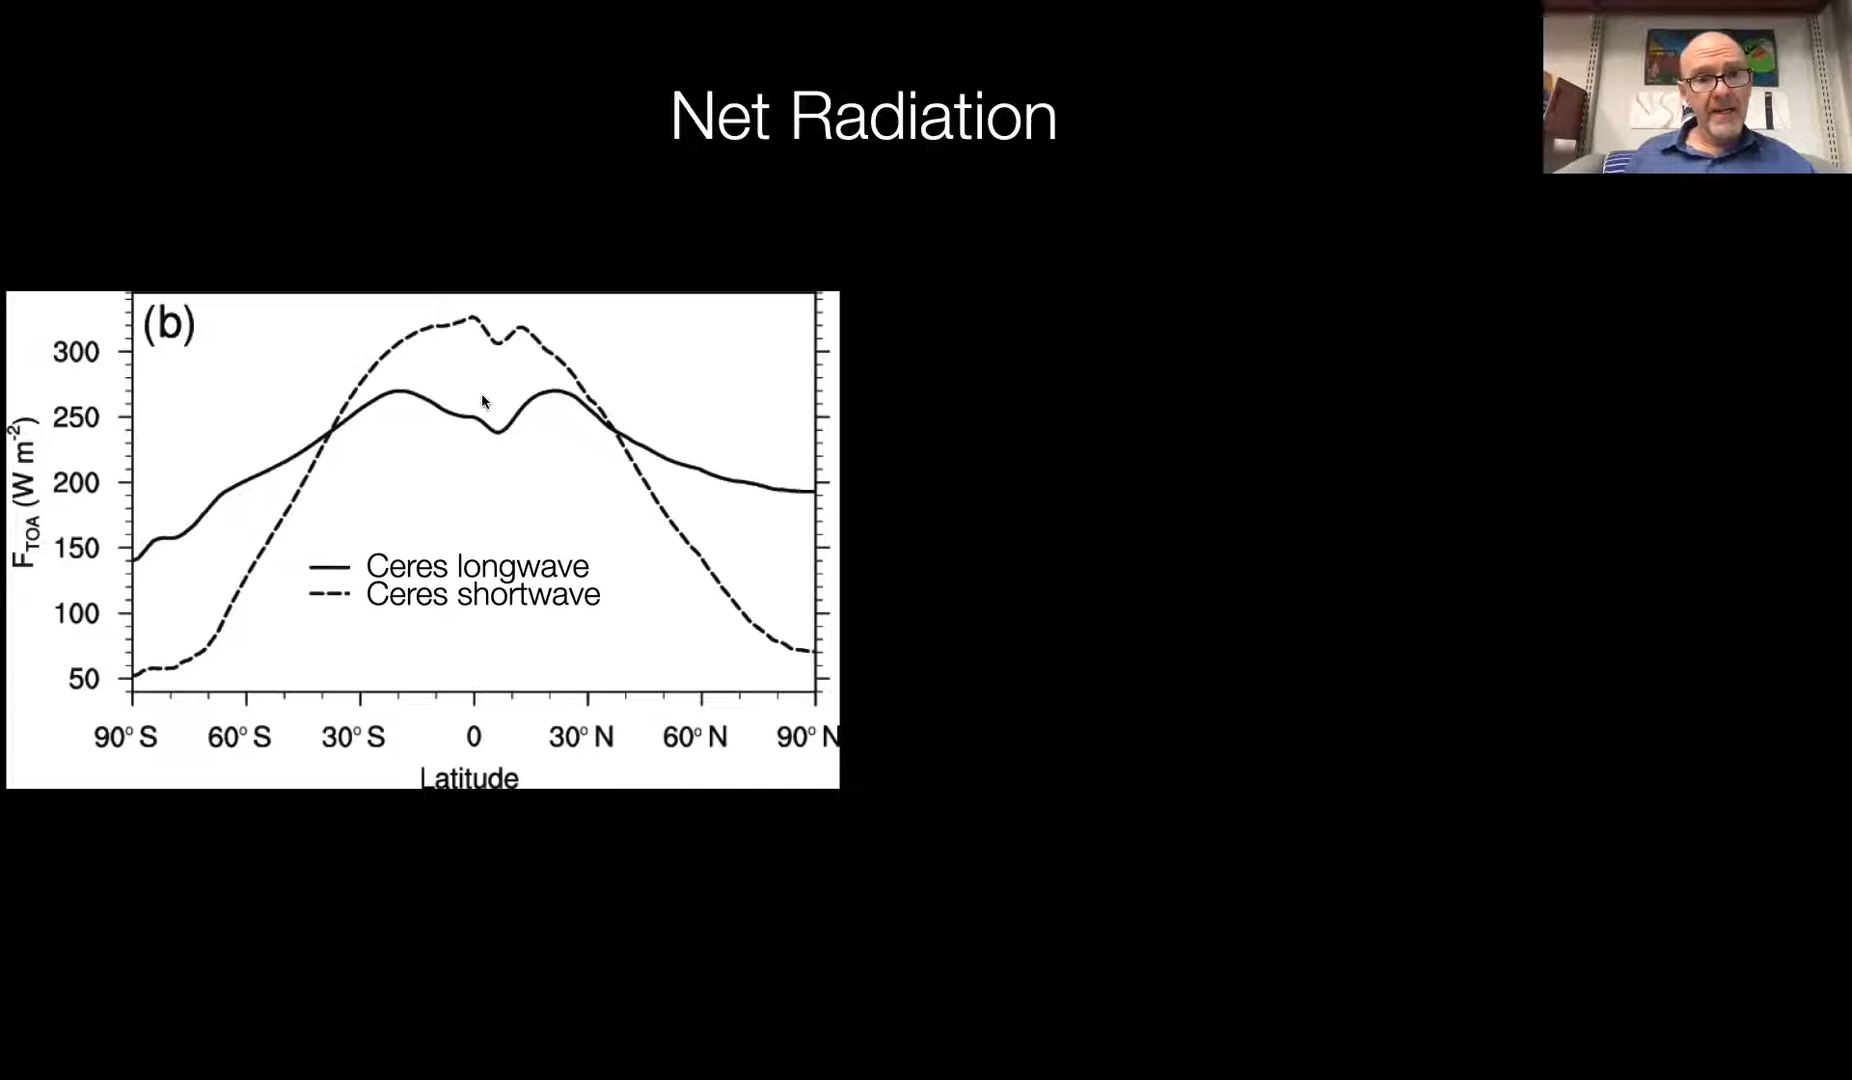 Net Radiation
(b)
300
250
200
150
100
50
F_TOA (W m⁻²)
Ceres longwave
Ceres shortwave
90° S 60° S 30° S 0 30° N 60° N 90° N
Latitude